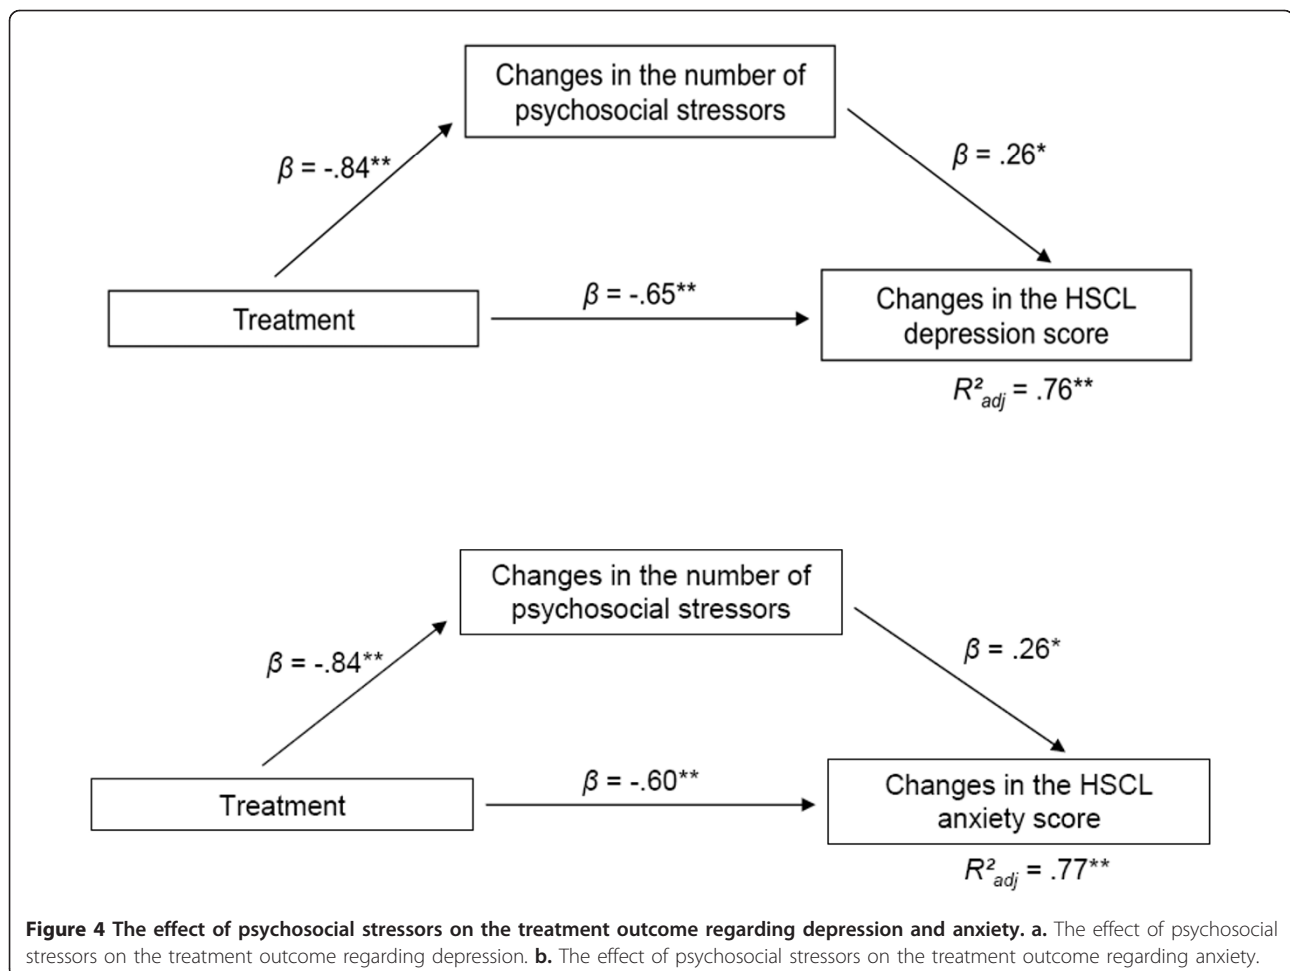 Changes in the number of
psychosocial stressors
β = -.84**
β = .26*
Treatment
β = -.65**
Changes in the HSCL
depression score
R²adj = .76**
Changes in the number of
psychosocial stressors
β = -.84**
β = .26*
Treatment
β = -.60**
Changes in the HSCL
anxiety score
R²adj = .77**
Figure 4 The effect of psychosocial stressors on the treatment outcome regarding depression and anxiety. a. The effect of psychosocial
stressors on the treatment outcome regarding depression. b. The effect of psychosocial stressors on the treatment outcome regarding anxiety.